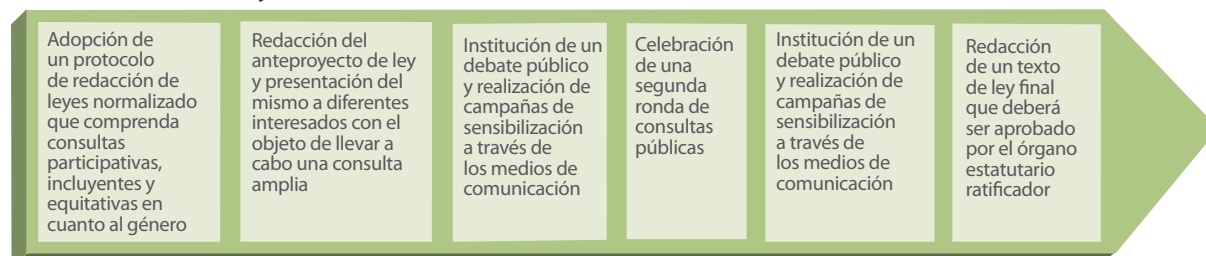 Adopción de
un protocolo
de redacción de
leyes normalizado
que comprenda
consultas
participativas,
incluyentes y
equitativas en
cuanto al género
Redacción del
anteproyecto de ley
y presentación del
mismo a diferentes
interesados con el
objeto de llevar a
cabo una consulta
amplia
Institución de un
debate público
y realización de
campañas de
sensibilización
a través de
los medios de
comunicación
Celebración
de una
segunda
ronda de
consultas
públicas
Institución de un
debate público
y realización de
campañas de
sensibilización
a través de
los medios de
comunicación
Redacción
de un texto
de ley final
que deberá
ser aprobado
por el órgano
estatutario
ratificador